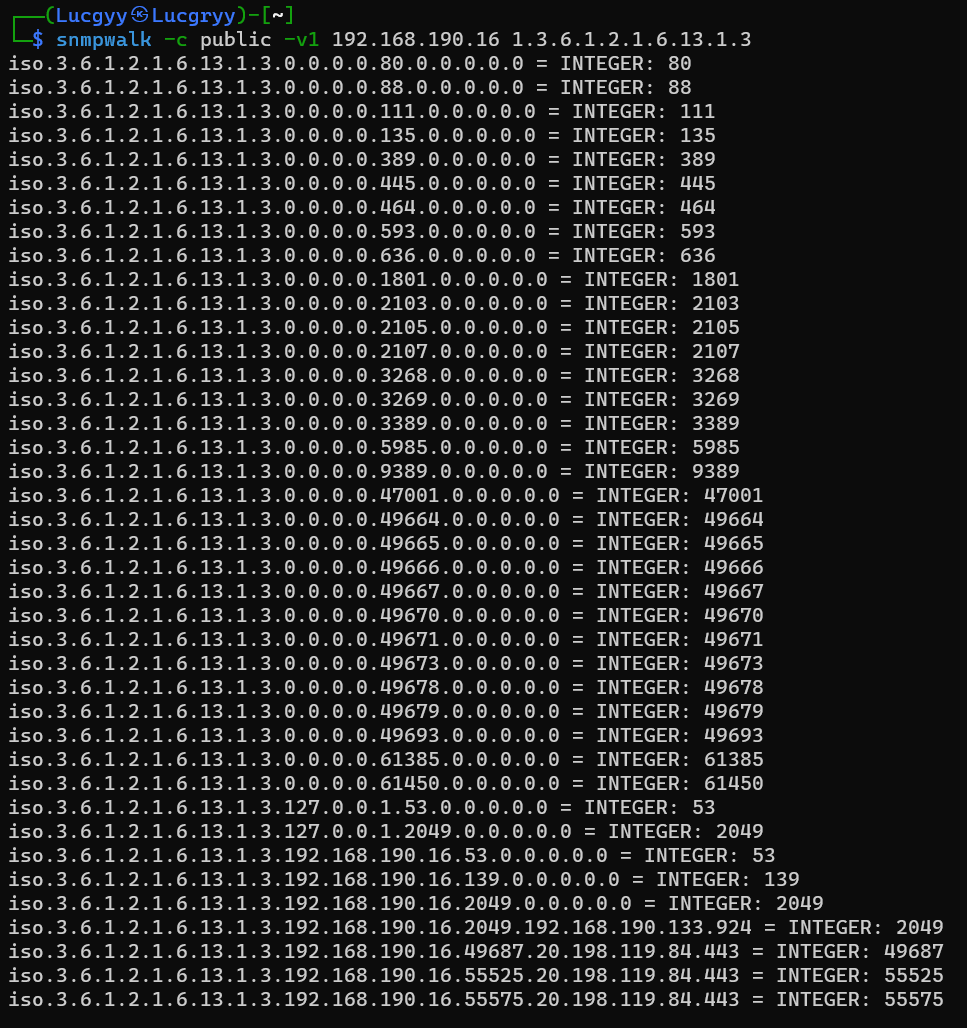 ┌──(Lucgyy㉿Lucgryy)-[~]
└─$ snmpwalk -c public -v1 192.168.190.16 1.3.6.1.2.1.6.13.1.3
iso.3.6.1.2.1.6.13.1.3.0.0.0.0.80.0.0.0.0.0 = INTEGER: 80
iso.3.6.1.2.1.6.13.1.3.0.0.0.0.88.0.0.0.0.0 = INTEGER: 88
iso.3.6.1.2.1.6.13.1.3.0.0.0.0.111.0.0.0.0.0 = INTEGER: 111
iso.3.6.1.2.1.6.13.1.3.0.0.0.0.135.0.0.0.0.0 = INTEGER: 135
iso.3.6.1.2.1.6.13.1.3.0.0.0.0.389.0.0.0.0.0 = INTEGER: 389
iso.3.6.1.2.1.6.13.1.3.0.0.0.0.445.0.0.0.0.0 = INTEGER: 445
iso.3.6.1.2.1.6.13.1.3.0.0.0.0.464.0.0.0.0.0 = INTEGER: 464
iso.3.6.1.2.1.6.13.1.3.0.0.0.0.593.0.0.0.0.0 = INTEGER: 593
iso.3.6.1.2.1.6.13.1.3.0.0.0.0.636.0.0.0.0.0 = INTEGER: 636
iso.3.6.1.2.1.6.13.1.3.0.0.0.0.1801.0.0.0.0.0 = INTEGER: 1801
iso.3.6.1.2.1.6.13.1.3.0.0.0.0.2103.0.0.0.0.0 = INTEGER: 2103
iso.3.6.1.2.1.6.13.1.3.0.0.0.0.2105.0.0.0.0.0 = INTEGER: 2105
iso.3.6.1.2.1.6.13.1.3.0.0.0.0.2107.0.0.0.0.0 = INTEGER: 2107
iso.3.6.1.2.1.6.13.1.3.0.0.0.0.3268.0.0.0.0.0 = INTEGER: 3268
iso.3.6.1.2.1.6.13.1.3.0.0.0.0.3269.0.0.0.0.0 = INTEGER: 3269
iso.3.6.1.2.1.6.13.1.3.0.0.0.0.3389.0.0.0.0.0 = INTEGER: 3389
iso.3.6.1.2.1.6.13.1.3.0.0.0.0.5985.0.0.0.0.0 = INTEGER: 5985
iso.3.6.1.2.1.6.13.1.3.0.0.0.0.9389.0.0.0.0.0 = INTEGER: 9389
iso.3.6.1.2.1.6.13.1.3.0.0.0.0.47001.0.0.0.0.0 = INTEGER: 47001
iso.3.6.1.2.1.6.13.1.3.0.0.0.0.49664.0.0.0.0.0 = INTEGER: 49664
iso.3.6.1.2.1.6.13.1.3.0.0.0.0.49665.0.0.0.0.0 = INTEGER: 49665
iso.3.6.1.2.1.6.13.1.3.0.0.0.0.49666.0.0.0.0.0 = INTEGER: 49666
iso.3.6.1.2.1.6.13.1.3.0.0.0.0.49667.0.0.0.0.0 = INTEGER: 49667
iso.3.6.1.2.1.6.13.1.3.0.0.0.0.49670.0.0.0.0.0 = INTEGER: 49670
iso.3.6.1.2.1.6.13.1.3.0.0.0.0.49671.0.0.0.0.0 = INTEGER: 49671
iso.3.6.1.2.1.6.13.1.3.0.0.0.0.49673.0.0.0.0.0 = INTEGER: 49673
iso.3.6.1.2.1.6.13.1.3.0.0.0.0.49678.0.0.0.0.0 = INTEGER: 49678
iso.3.6.1.2.1.6.13.1.3.0.0.0.0.49679.0.0.0.0.0 = INTEGER: 49679
iso.3.6.1.2.1.6.13.1.3.0.0.0.0.49693.0.0.0.0.0 = INTEGER: 49693
iso.3.6.1.2.1.6.13.1.3.0.0.0.0.61385.0.0.0.0.0 = INTEGER: 61385
iso.3.6.1.2.1.6.13.1.3.0.0.0.0.61450.0.0.0.0.0 = INTEGER: 61450
iso.3.6.1.2.1.6.13.1.3.127.0.0.1.53.0.0.0.0.0 = INTEGER: 53
iso.3.6.1.2.1.6.13.1.3.127.0.0.1.2049.0.0.0.0.0 = INTEGER: 2049
iso.3.6.1.2.1.6.13.1.3.192.168.190.16.53.0.0.0.0.0 = INTEGER: 53
iso.3.6.1.2.1.6.13.1.3.192.168.190.16.139.0.0.0.0.0 = INTEGER: 139
iso.3.6.1.2.1.6.13.1.3.192.168.190.16.2049.0.0.0.0.0 = INTEGER: 2049
iso.3.6.1.2.1.6.13.1.3.192.168.190.16.2049.192.168.190.133.924 = INTEGER: 2049
iso.3.6.1.2.1.6.13.1.3.192.168.190.16.49687.20.198.119.84.443 = INTEGER: 49687
iso.3.6.1.2.1.6.13.1.3.192.168.190.16.55525.20.198.119.84.443 = INTEGER: 55525
iso.3.6.1.2.1.6.13.1.3.192.168.190.16.55575.20.198.119.84.443 = INTEGER: 55575